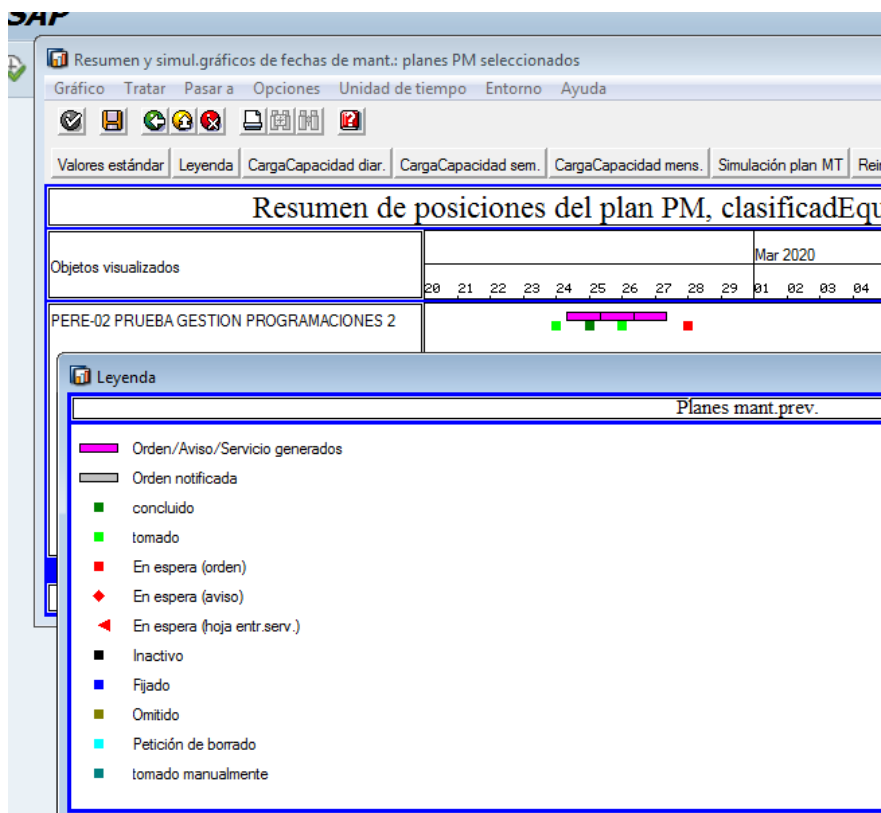 SAP
Resumen y simul.gráficos de fechas de mant.: planes PM seleccionados
Gráfico Tratar Pasar a Opciones Unidad de tiempo Entorno Ayuda
Valores estándar Leyenda CargaCapacidad diar. CargaCapacidad sem. CargaCapacidad mens. Simulación plan MT Rei
Resumen de posiciones del plan PM, clasificadEqu
Objetos visualizados
Mar 2020
20 21 22 23 24 25 26 27 28 29 01 02 03 04
PERE-02 PRUEBA GESTION PROGRAMACIONES 2
Leyenda
Planes mant.prev.
Orden/Aviso/Servicio generados
Orden notificada
concluido
tomado
En espera (orden)
En espera (aviso)
En espera (hoja entr.serv.)
Inactivo
Fijado
Omitido
Petición de borrado
tomado manualmente